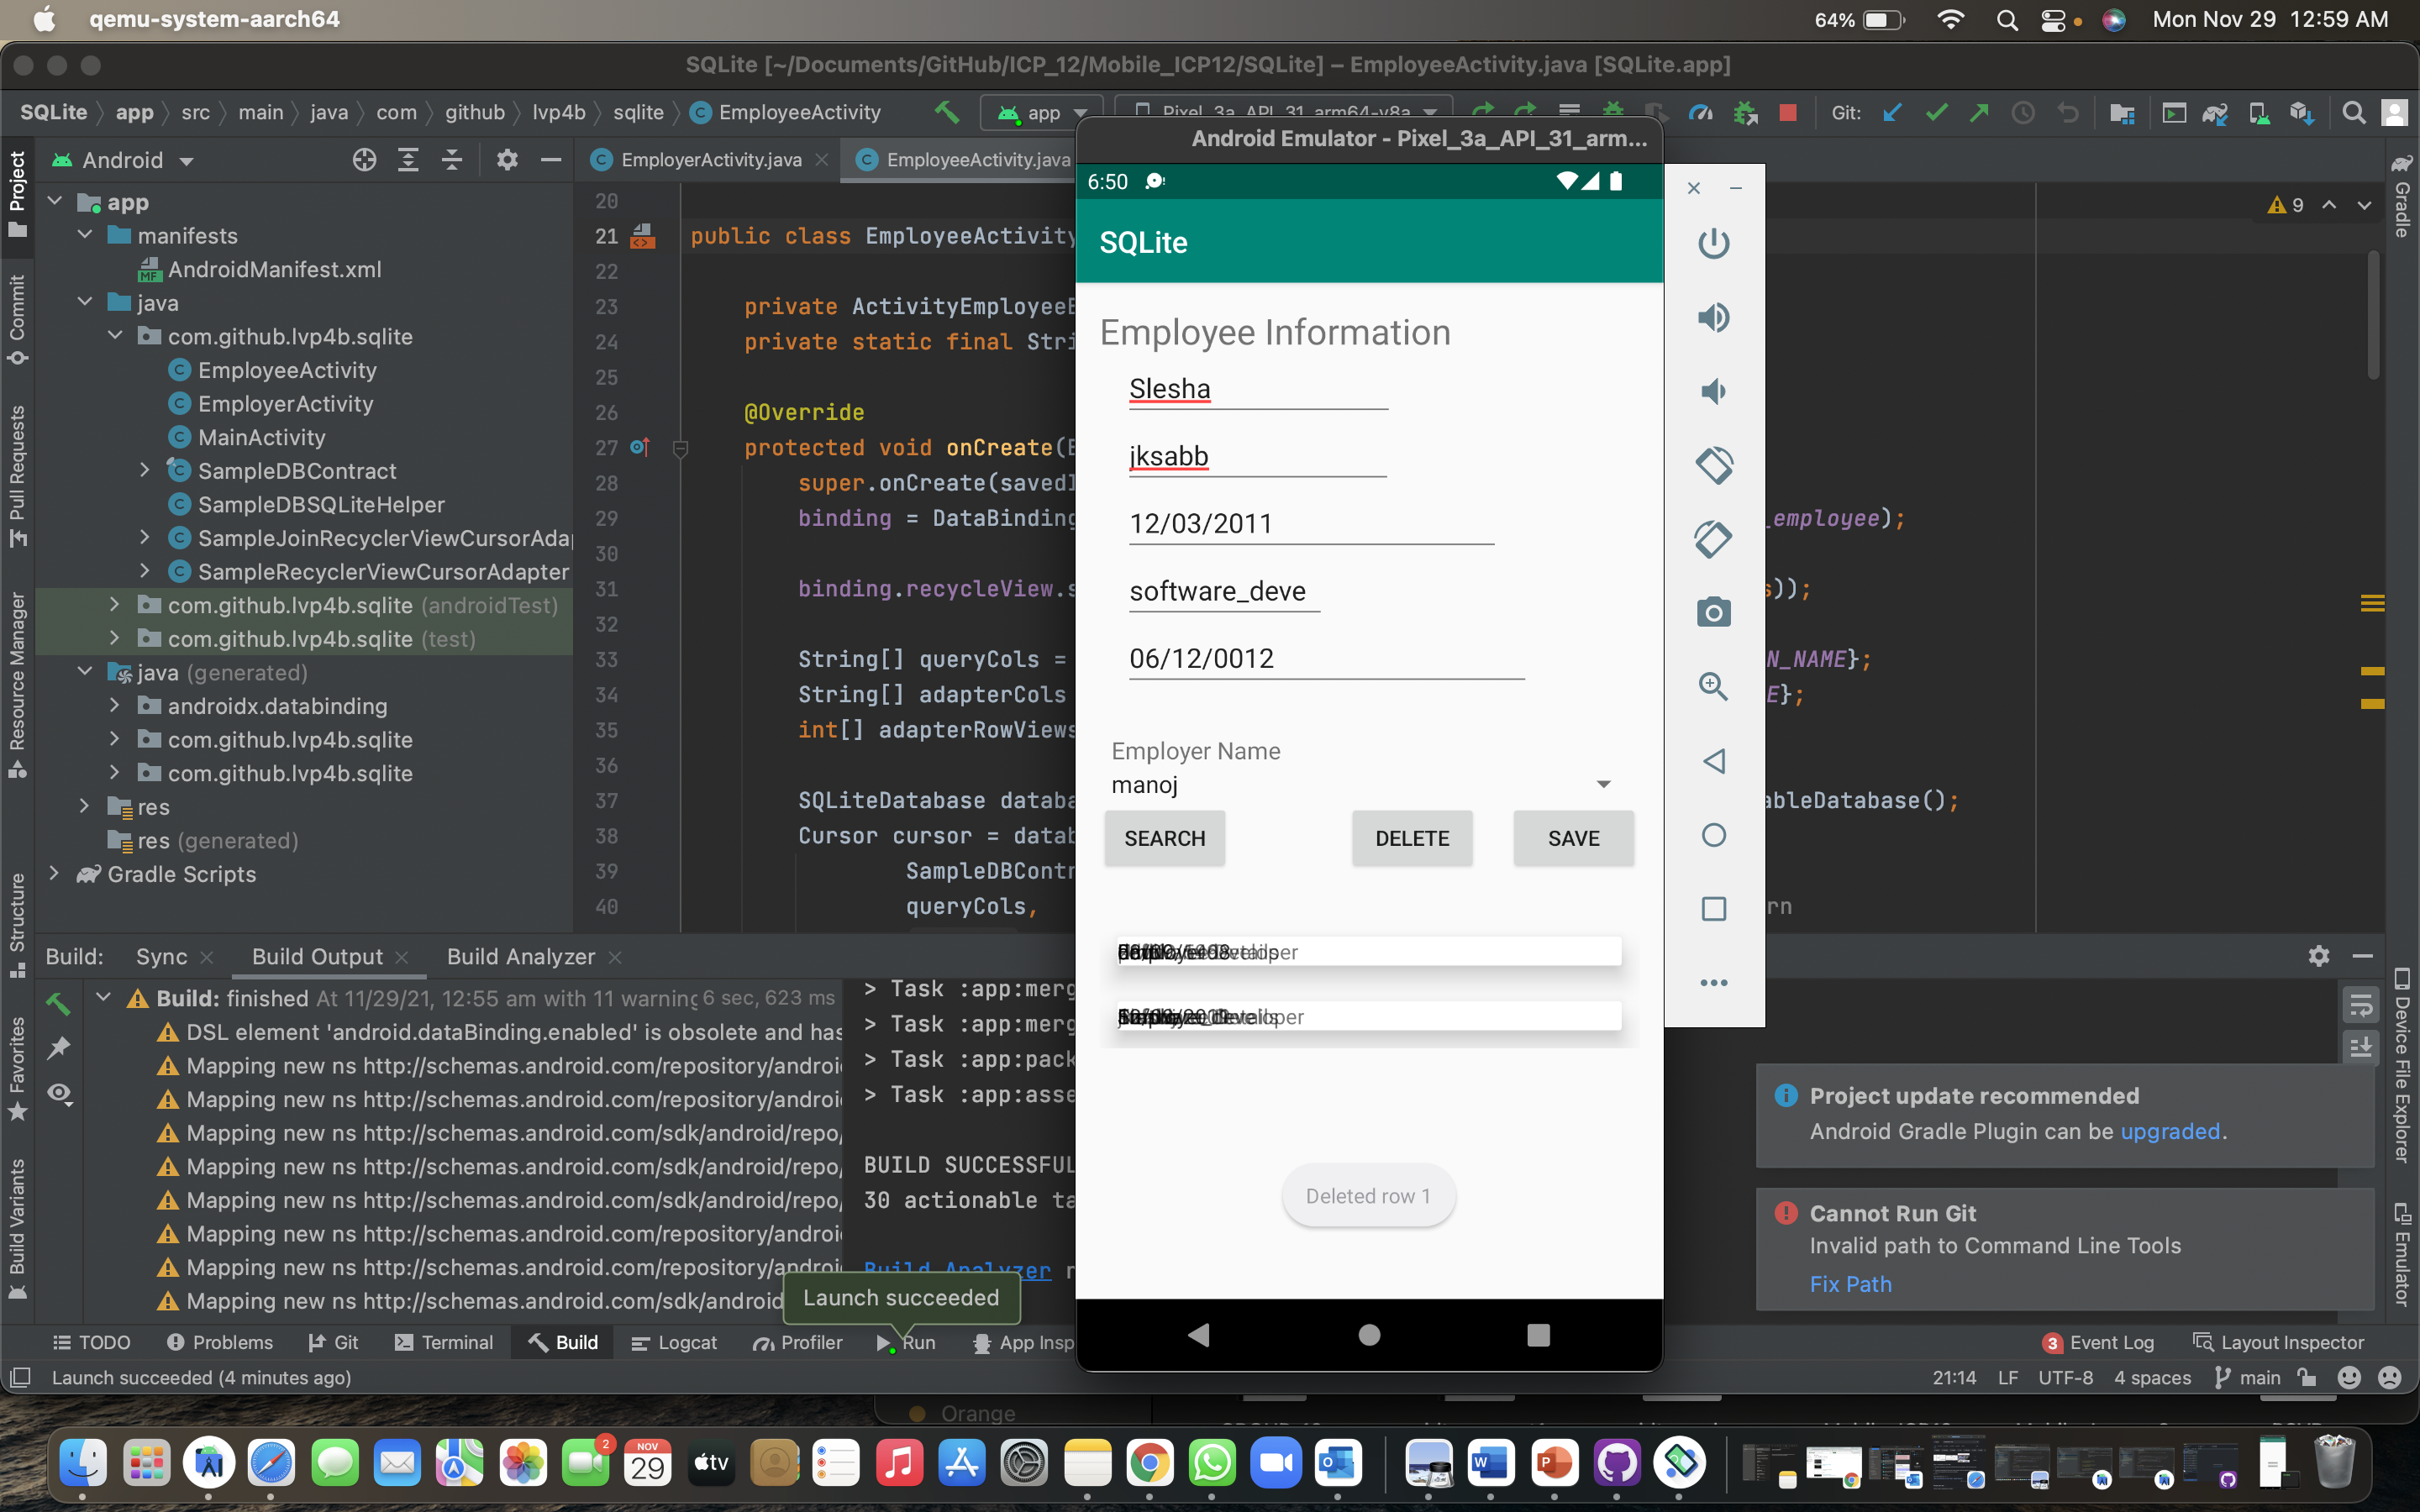 qemu-system-aarch64
64%
Mon Nov 29 12:59 AM
SQLite [~/Documents/GitHub/ICP_12/Mobile_ICP12/SQLite] – EmployeeActivity.java [SQLite.app]
SQLite app src main java com github lvp4b sqlite EmployeeActivity
app
Pixel_3a_API_31_arm64-v8a
Git:
Android
EmployerActivity.java
EmployeeActivity.java
Project
Commit
Pull Requests
Resource Manager
Structure
Favorites
Build Variants
app
manifests
AndroidManifest.xml
java
com.github.lvp4b.sqlite
EmployeeActivity
EmployerActivity
MainActivity
SampleDBContract
SampleDBSQLiteHelper
SampleJoinRecyclerViewCursorAda
SampleRecyclerViewCursorAdapter
com.github.lvp4b.sqlite (androidTest)
com.github.lvp4b.sqlite (test)
java (generated)
androidx.databinding
com.github.lvp4b.sqlite
com.github.lvp4b.sqlite
res
res (generated)
Gradle Scripts
20
21 public class EmployeeActivity
22
23 private ActivityEmployee
24 private static final Stri
25
26 @Override
27 protected void onCreate(
28 super.onCreate(saved
29 binding = DataBinding _employee);
30
31 binding.recycleView.s s));
32
33 String[] queryCols = N_NAME};
34 String[] adapterCols E};
35 int[] adapterRowViews
36
37 SQLiteDatabase databa ableDatabase();
38 Cursor cursor = datab
39 SampleDBContr
40 queryCols, rn
9
Gradle
Device File Explorer
Emulator
Android Emulator - Pixel_3a_API_31_arm...
6:50
SQLite
Employee Information
Slesha
jksabb
12/03/2011
software_deve
06/12/0012
Employer Name
manoj
SEARCH
DELETE
SAVE
Deleted row 1
Build:
Sync
Build Output
Build Analyzer
Build: finished At 11/29/21, 12:55 am with 11 warning 6 sec, 623 ms
DSL element 'android.dataBinding.enabled' is obsolete and has
Mapping new ns http://schemas.android.com/repository/androi
Mapping new ns http://schemas.android.com/repository/androi
Mapping new ns http://schemas.android.com/sdk/android/repo/
Mapping new ns http://schemas.android.com/sdk/android/repo/
Mapping new ns http://schemas.android.com/sdk/android/repo/
Mapping new ns http://schemas.android.com/repository/androi
Mapping new ns http://schemas.android.com/repository/androi
Mapping new ns http://schemas.android.com/sdk/android
> Task :app:merg
> Task :app:merg
> Task :app:pack
> Task :app:asse
BUILD SUCCESSFUL
30 actionable ta
Build Analyzer r
Launch succeeded
Project update recommended
Android Gradle Plugin can be upgraded.
Cannot Run Git
Invalid path to Command Line Tools
Fix Path
TODO
Problems
Git
Terminal
Build
Logcat
Profiler
Run
App Insp
3 Event Log
Layout Inspector
Launch succeeded (4 minutes ago)
21:14 LF UTF-8 4 spaces main
Orange
2
NOV
29
tv